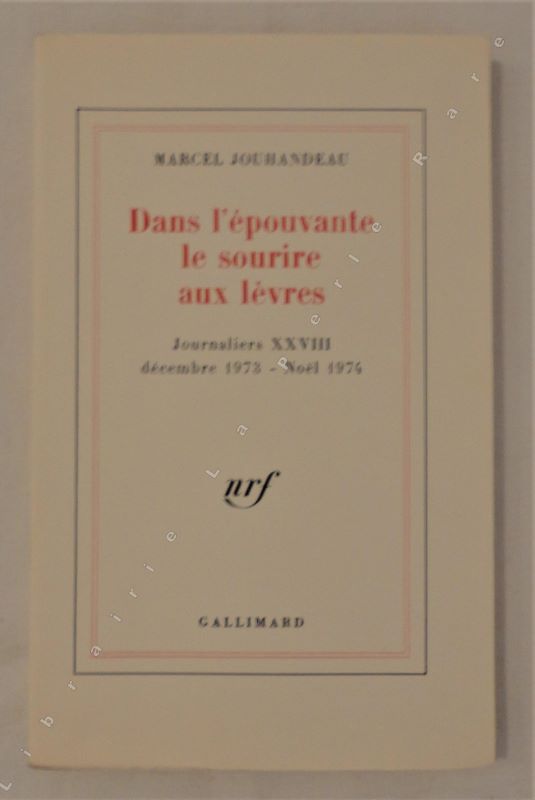 MARCEL JOUHANDEAU
Dans l'épouvante
le sourire
aux lèvres
Journaliers XXVIII
décembre 1973 - Noël 1974
nrf
GALLIMARD
Librairie La Perle Rare